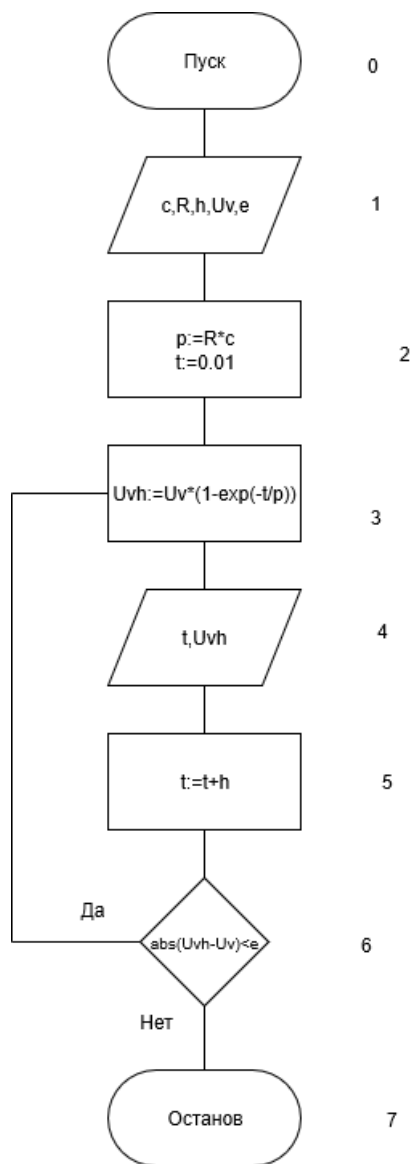 Пуск
0
c,R,h,Uv,e
1
p:=R*c
t:=0.01
2
Uvh:=Uv*(1-exp(-t/p))
3
t,Uvh
4
t:=t+h
5
Да
abs(Uvh-Uv)<e
6
Нет
Останов
7